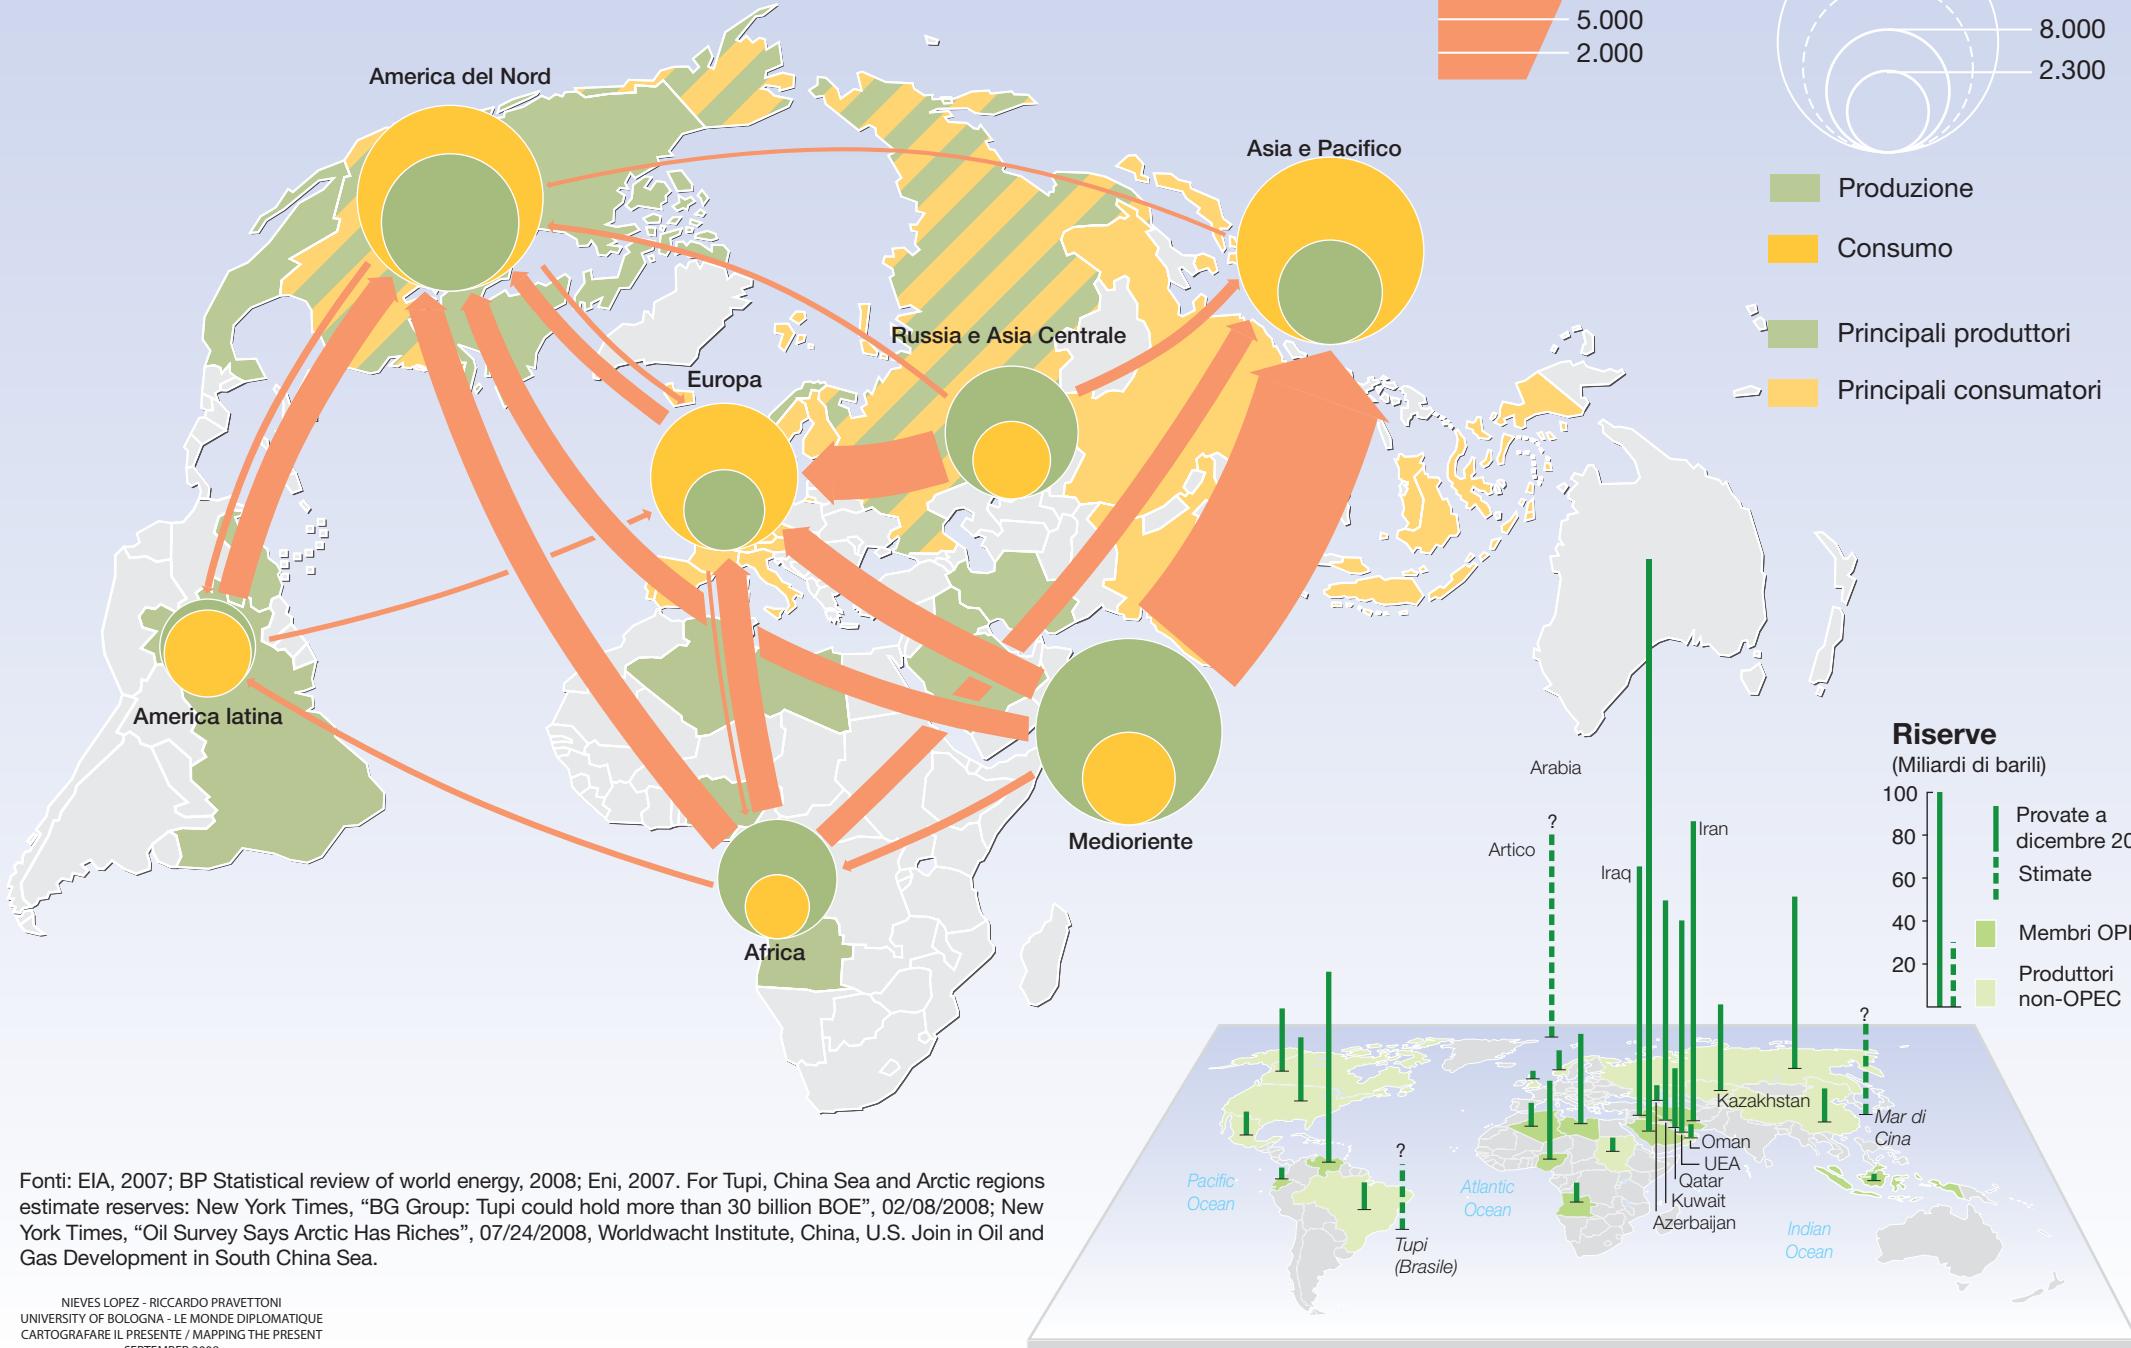 5.000
2.000
8.000
2.300
America del Nord
Asia e Pacifico
Produzione
Consumo
Principali produttori
Principali consumatori
Russia e Asia Centrale
Europa
America latina
Medioriente
Africa
Riserve
(Miliardi di barili)
100
80
60
40
20
Provate a
dicembre 20
Stimate
Membri OP
Produttori
non-OPEC
Arabia
?
Artico
Iraq
Iran
?
Kazakhstan
Mar di
Cina
Oman
UEA
Qatar
Kuwait
Azerbaijan
?
Tupi
(Brasile)
Pacific
Ocean
Atlantic
Ocean
Indian
Ocean
Fonti: EIA, 2007; BP Statistical review of world energy, 2008; Eni, 2007. For Tupi, China Sea and Arctic regions
estimate reserves: New York Times, “BG Group: Tupi could hold more than 30 billion BOE”, 02/08/2008; New
York Times, “Oil Survey Says Arctic Has Riches”, 07/24/2008, Worldwacht Institute, China, U.S. Join in Oil and
Gas Development in South China Sea.
NIEVES LOPEZ - RICCARDO PRAVETTONI
UNIVERSITY OF BOLOGNA - LE MONDE DIPLOMATIQUE
CARTOGRAFARE IL PRESENTE / MAPPING THE PRESENT